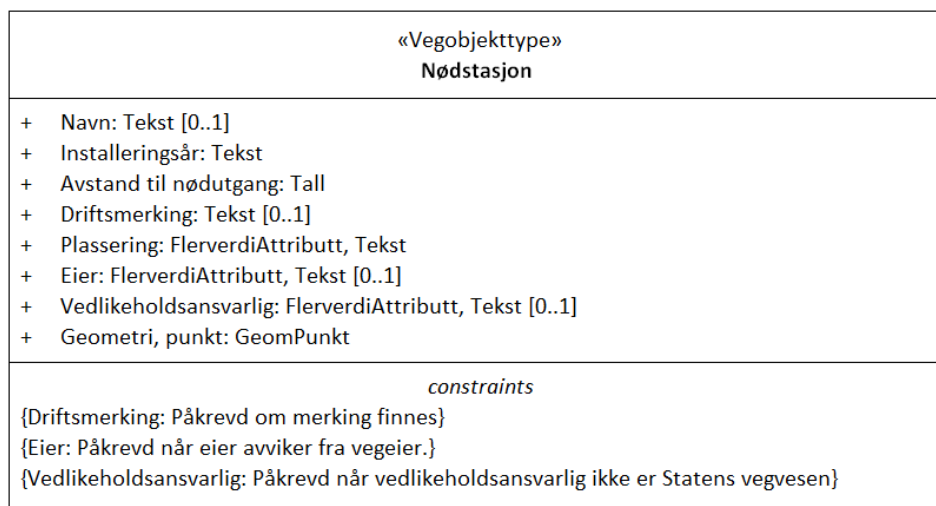 «Vegobjekttype»
Nødstasjon
+ Navn: Tekst [0..1]
+ Installeringsår: Tekst
+ Avstand til nødutgang: Tall
+ Driftsmerking: Tekst [0..1]
+ Plassering: FlerverdiAttributt, Tekst
+ Eier: FlerverdiAttributt, Tekst [0..1]
+ Vedlikeholdsansvarlig: FlerverdiAttributt, Tekst [0..1]
+ Geometri, punkt: GeomPunkt
constraints
{Driftsmerking: Påkrevd om merking finnes}
{Eier: Påkrevd når eier avviker fra vegeier.}
{Vedlikeholdsansvarlig: Påkrevd når vedlikeholdsansvarlig ikke er Statens vegvesen}